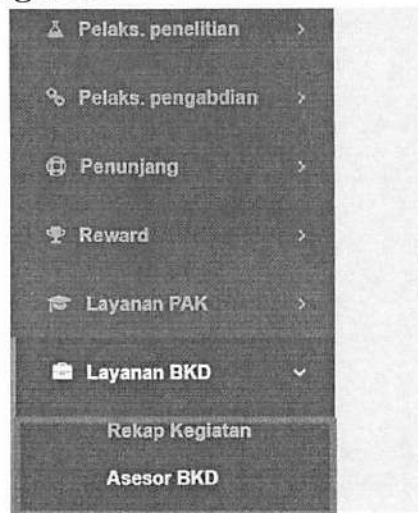 Pelaks. penelitian
Pelaks. pengabdian
Penunjang
Reward
Layanan PAK
Layanan BKD
Rekap Kegiatan
Asesor BKD